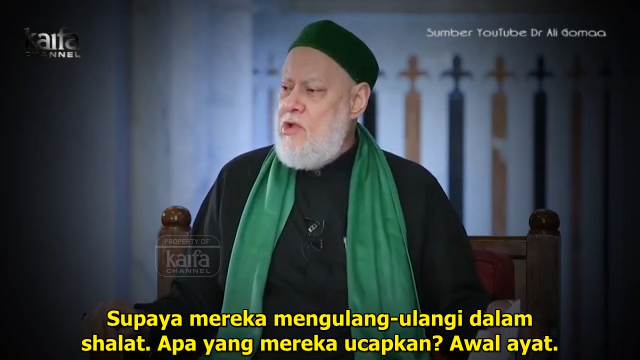 kaifa
CHANNEL
Sumber YouTube Dr Ali Gomaa
PROPERTY OF
kaifa
CHANNEL
Supaya mereka mengulang-ulangi dalam
shalat. Apa yang mereka ucapkan? Awal ayat.